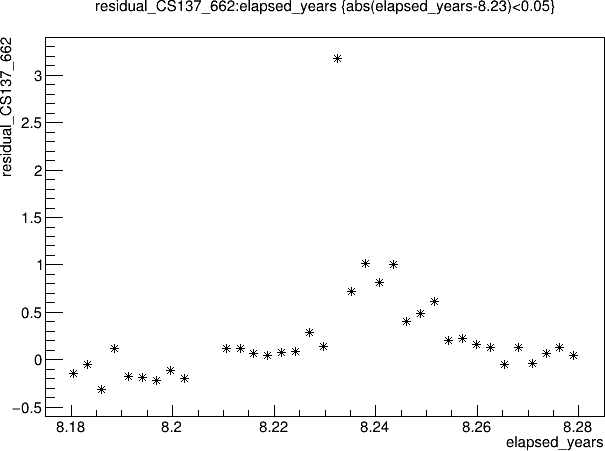 residual_CS137_662:elapsed_years {abs(elapsed_years-8.23)<0.05}
residual_CS137_662
3
2.5
2
1.5
1
0.5
0
−0.5
8.18 8.2 8.22 8.24 8.26 8.28
elapsed_years